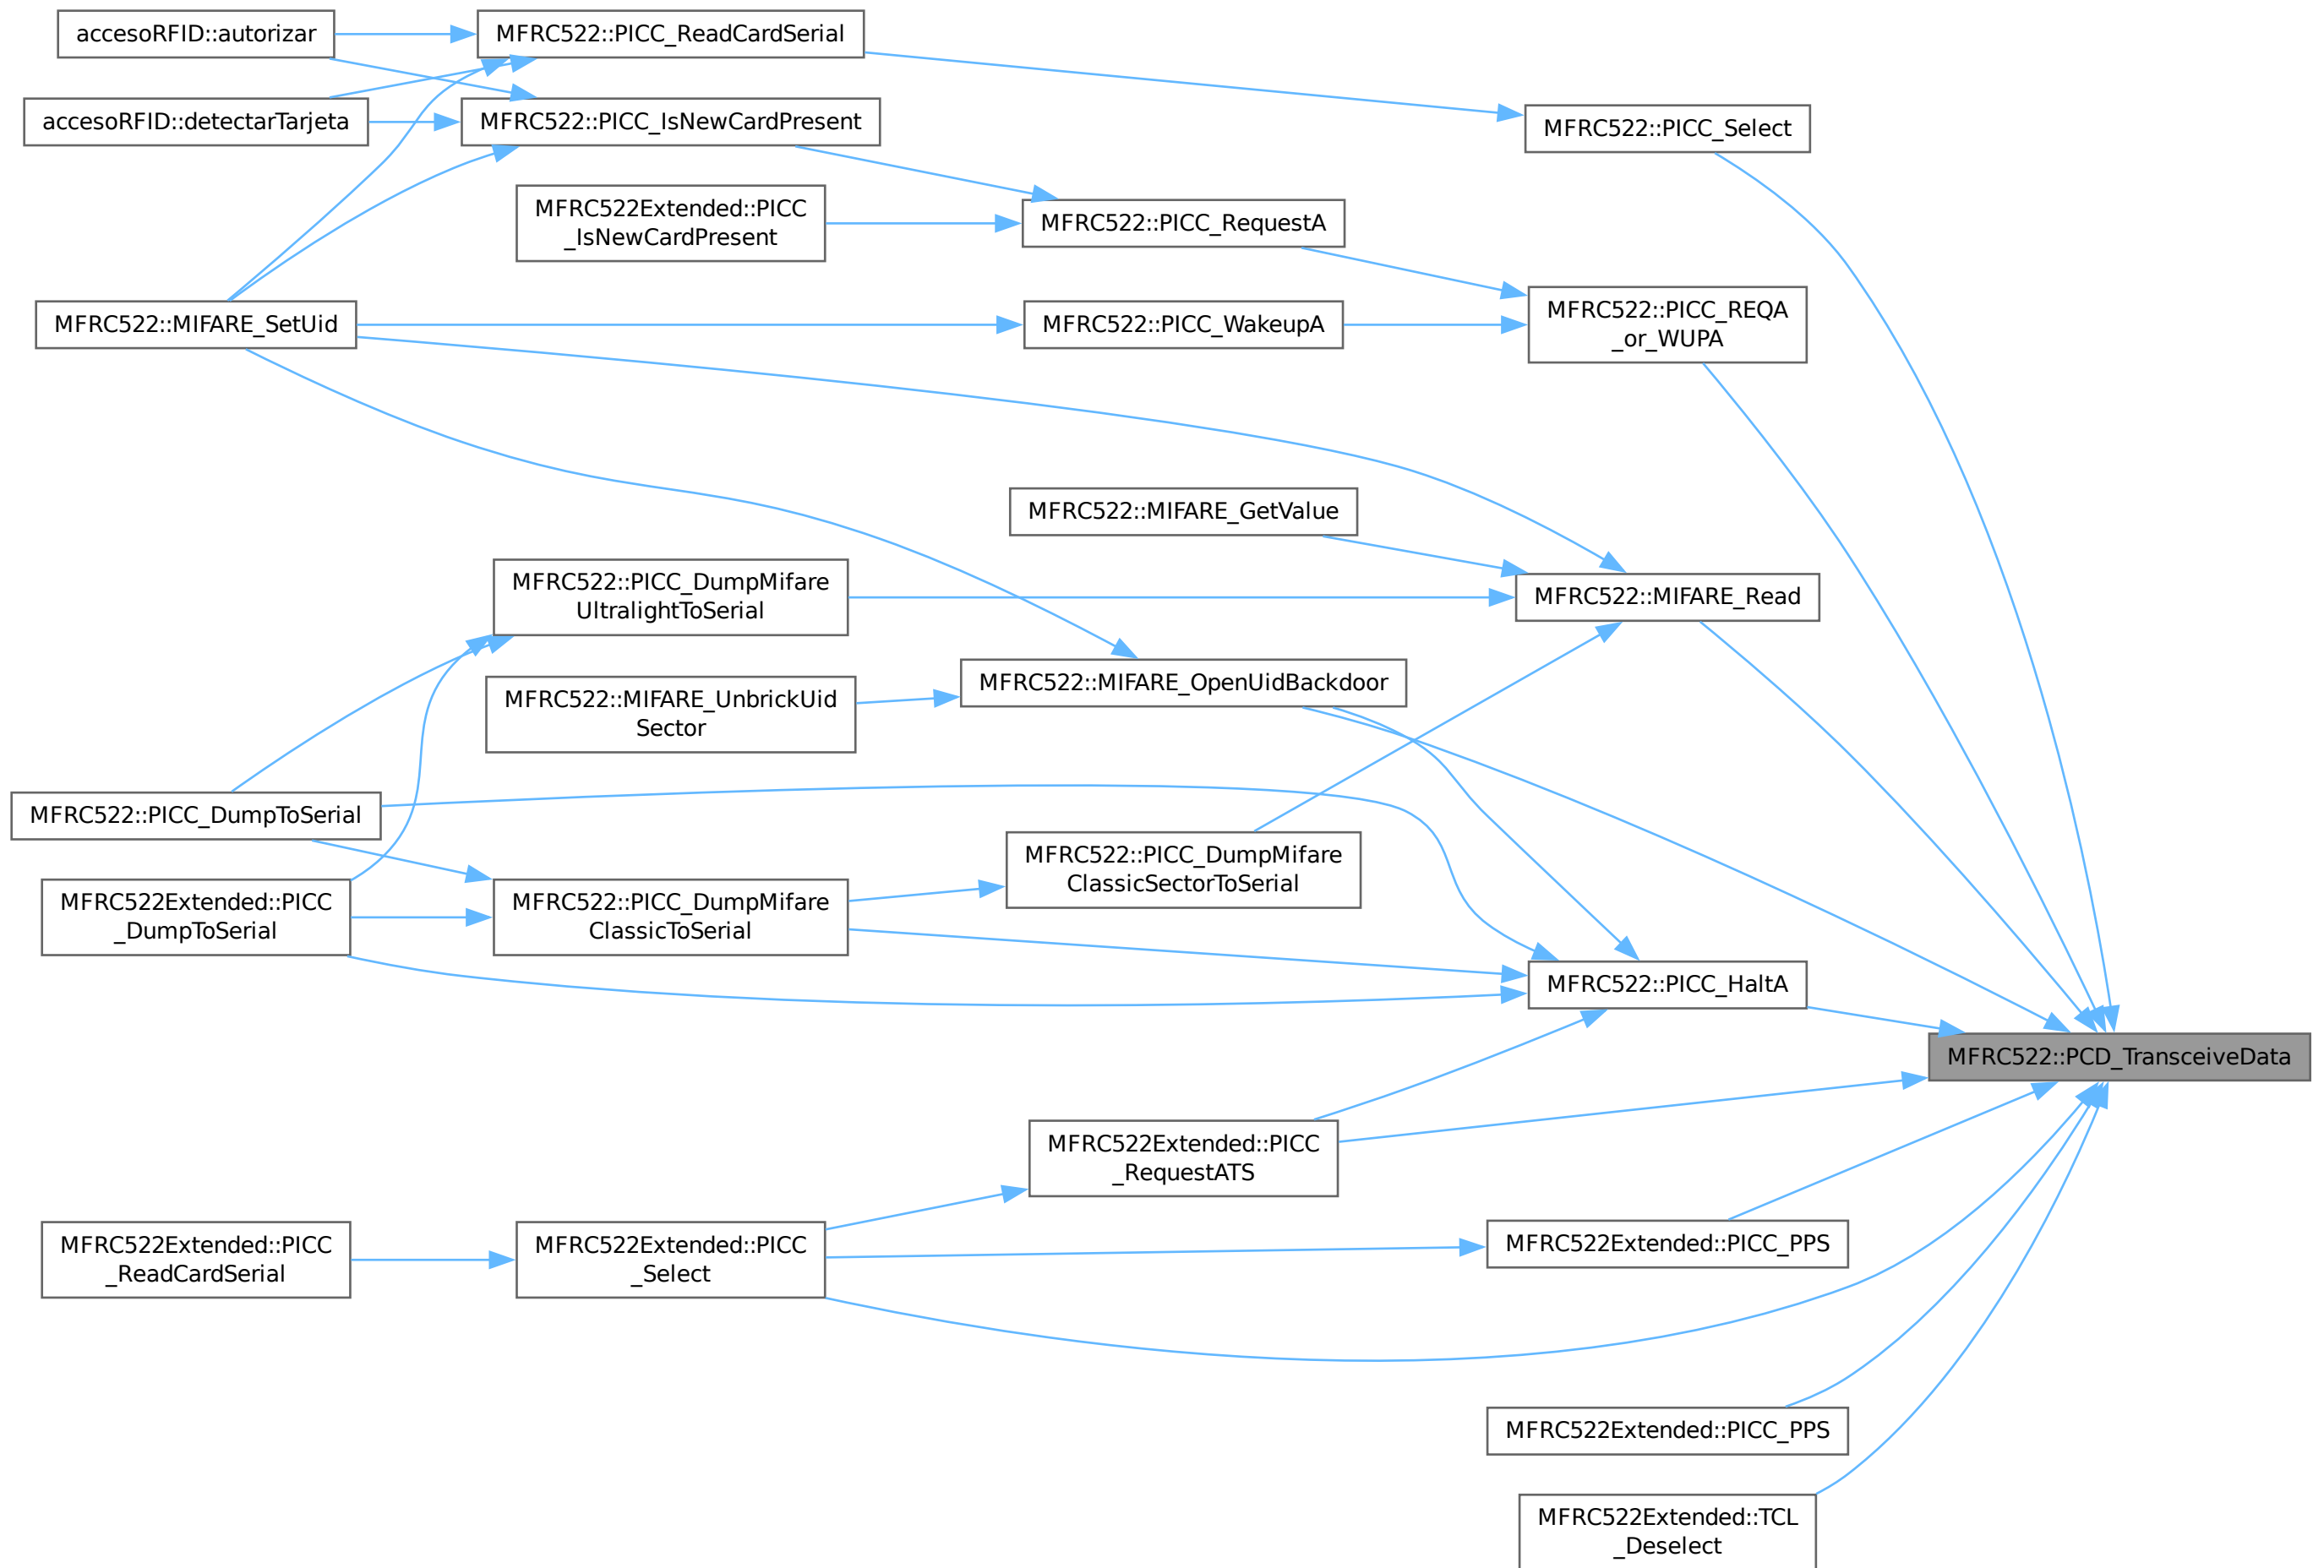 accesoRFID::autorizar
MFRC522::PICC_ReadCardSerial
accesoRFID::detectarTarjeta
MFRC522::PICC_IsNewCardPresent
MFRC522::PICC_Select
MFRC522Extended::PICC
_IsNewCardPresent
MFRC522::PICC_RequestA
MFRC522::MIFARE_SetUid
MFRC522::PICC_WakeupA
MFRC522::PICC_REQA
_or_WUPA
MFRC522::MIFARE_GetValue
MFRC522::PICC_DumpMifare
UltralightToSerial
MFRC522::MIFARE_Read
MFRC522::MIFARE_UnbrickUid
Sector
MFRC522::MIFARE_OpenUidBackdoor
MFRC522::PICC_DumpToSerial
MFRC522::PICC_DumpMifare
ClassicSectorToSerial
MFRC522Extended::PICC
_DumpToSerial
MFRC522::PICC_DumpMifare
ClassicToSerial
MFRC522::PICC_HaltA
MFRC522::PCD_TransceiveData
MFRC522Extended::PICC
_RequestATS
MFRC522Extended::PICC
_ReadCardSerial
MFRC522Extended::PICC
_Select
MFRC522Extended::PICC_PPS
MFRC522Extended::PICC_PPS
MFRC522Extended::TCL
_Deselect